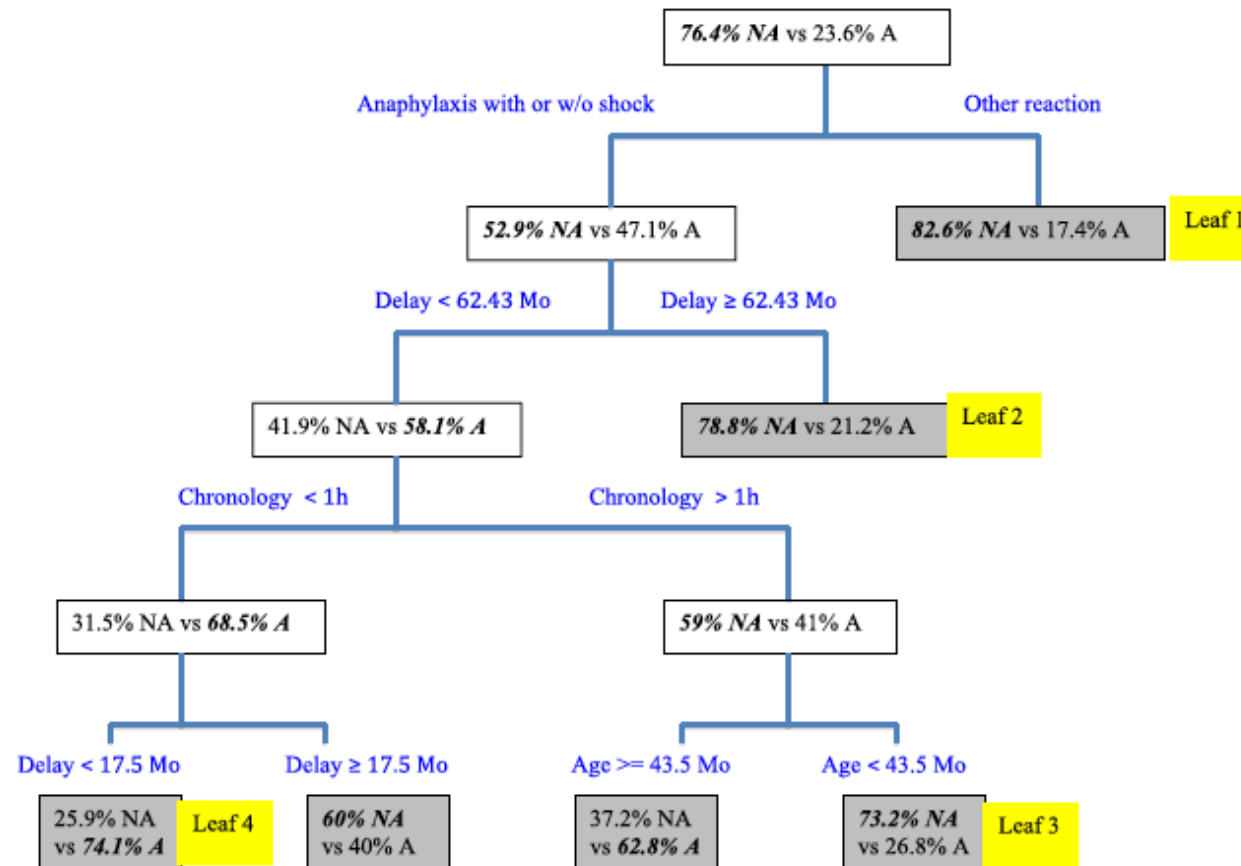 76.4% NA vs 23.6% A
Anaphylaxis with or w/o shock
Other reaction
52.9% NA vs 47.1% A
82.6% NA vs 17.4% A
Leaf 1
Delay < 62.43 Mo
Delay ≥ 62.43 Mo
41.9% NA vs 58.1% A
78.8% NA vs 21.2% A
Leaf 2
Chronology < 1h
Chronology > 1h
31.5% NA vs 68.5% A
59% NA vs 41% A
Delay < 17.5 Mo
Delay ≥ 17.5 Mo
Age >= 43.5 Mo
Age < 43.5 Mo
25.9% NA
vs 74.1% A
Leaf 4
60% NA
vs 40% A
37.2% NA
vs 62.8% A
73.2% NA
vs 26.8% A
Leaf 3